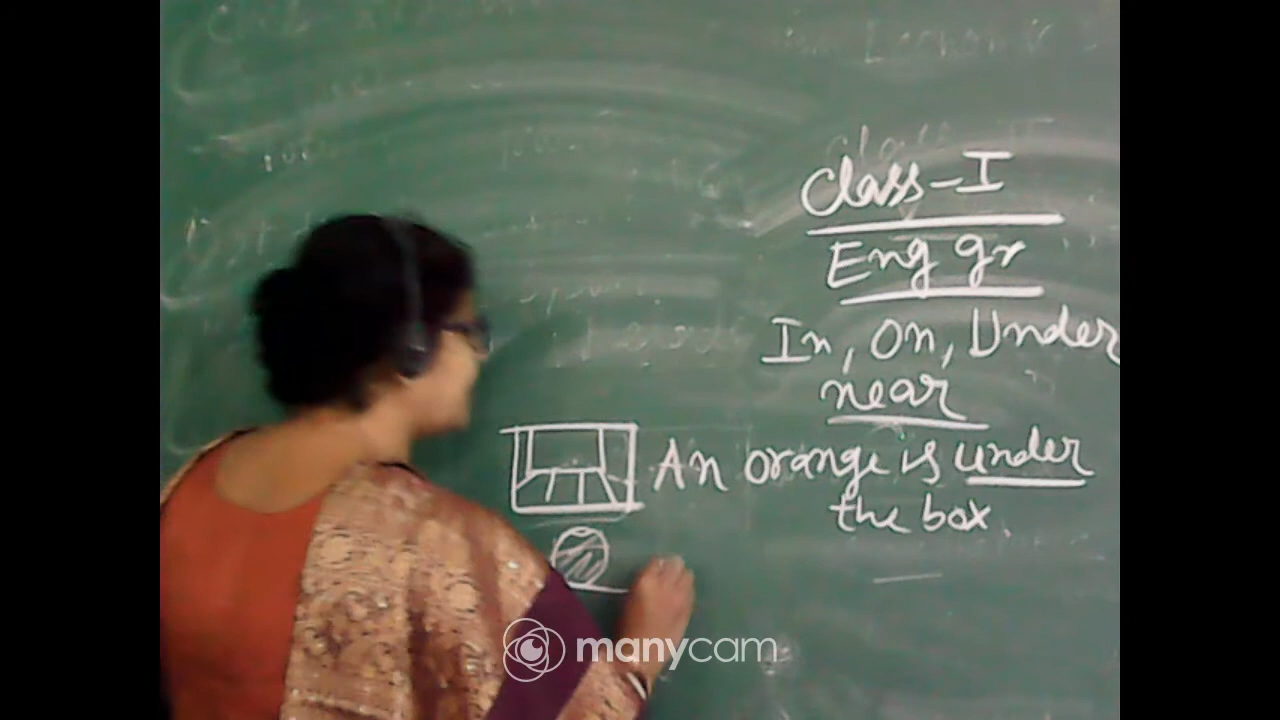 Class-I
Eng gr
In, On, Under
near
An orange is under
the box.
manycam